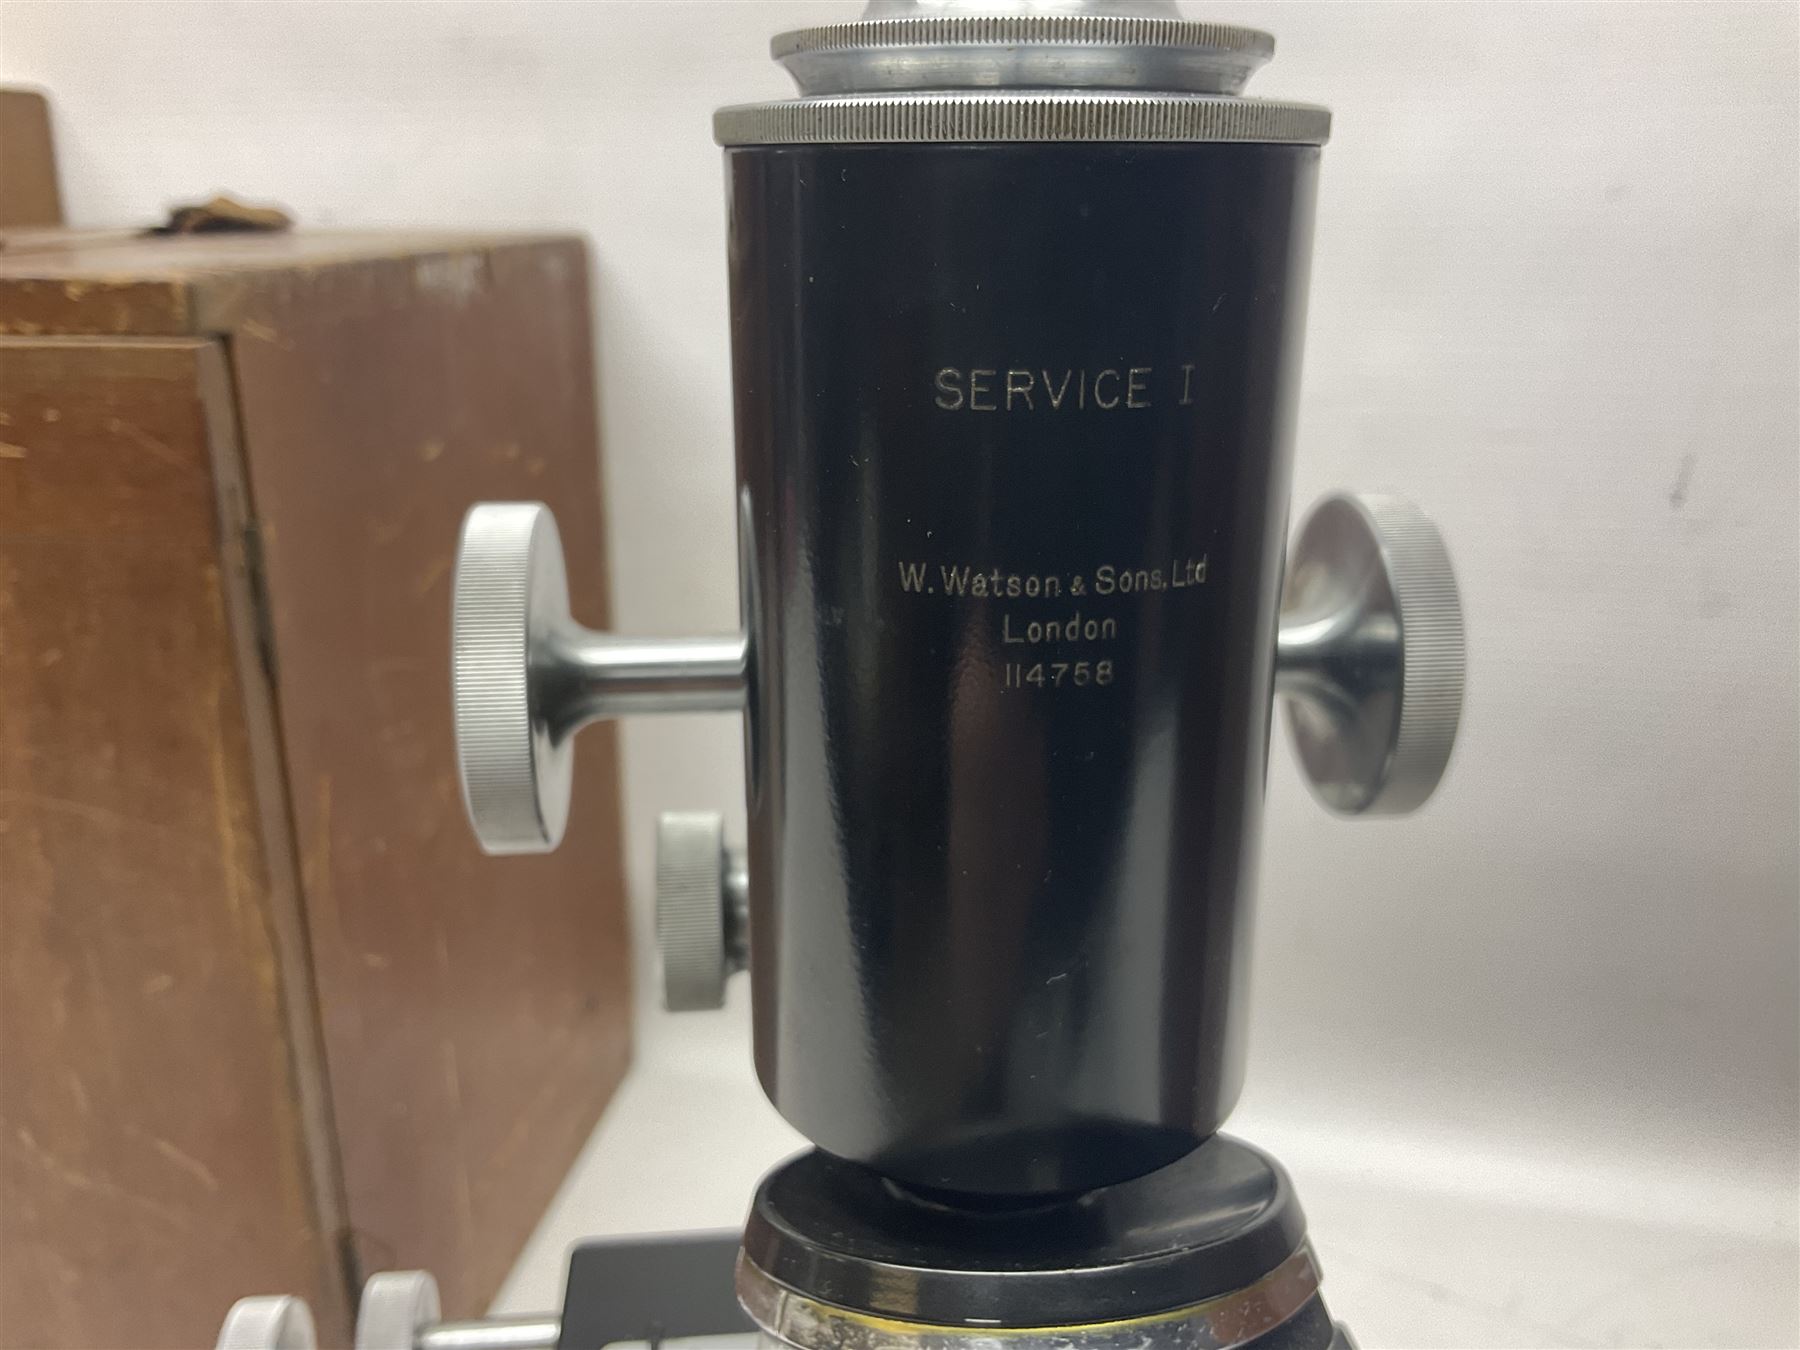 SERVICE I
W. Watson & Sons, Ltd
London
114758